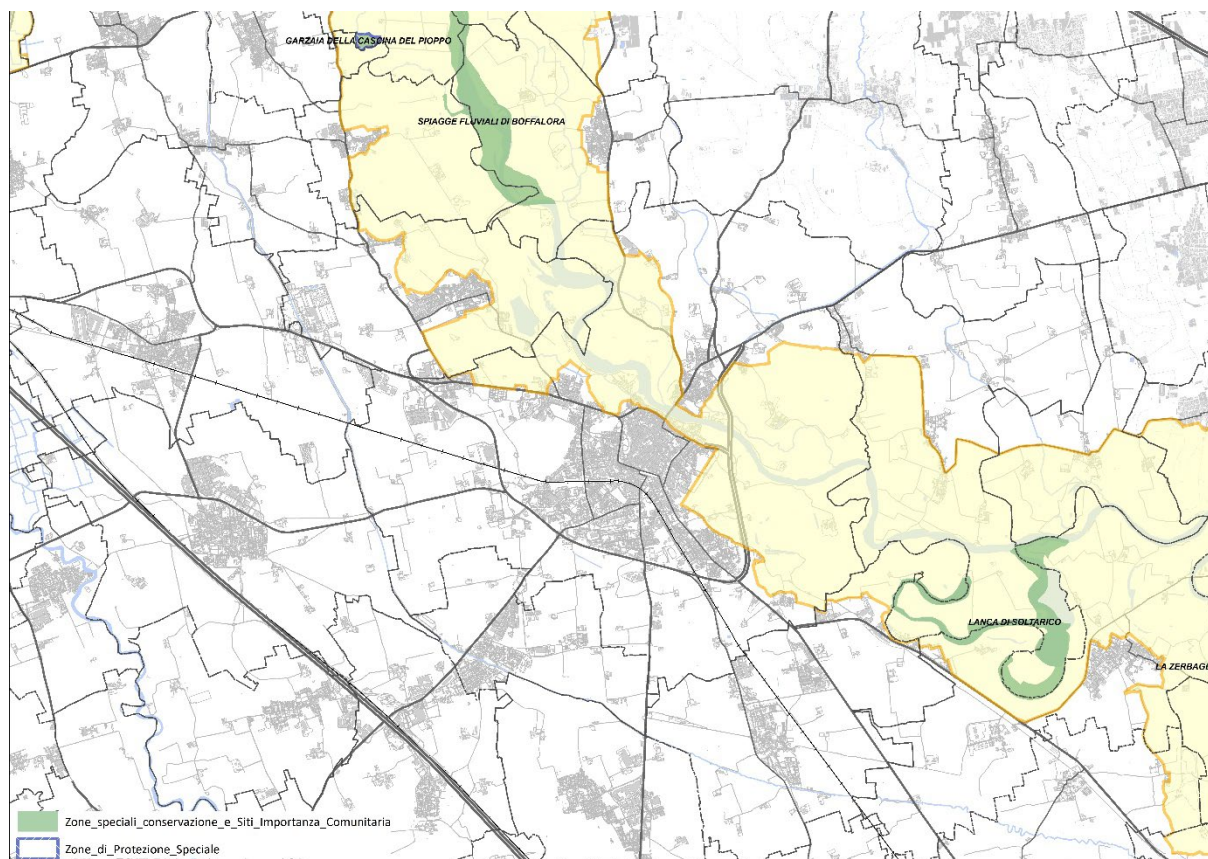 GARZAIA DELLA CASCINA DEL PIOPPO
SPIAGGE FLUVIALI DI BOFFALORA
LANCA DI SOLTARICO
LA ZERBAGE
Zone_speciali_conservazione_e_Siti_Importanza_Comunitaria
Zone_di_Protezione_Speciale